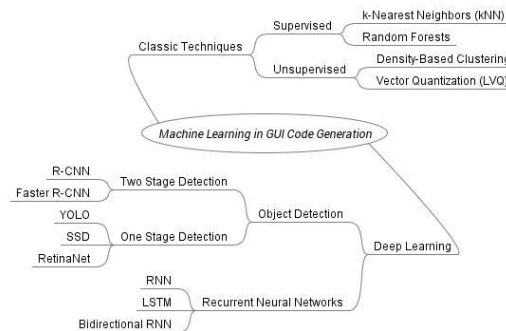 k-Nearest Neighbors (kNN)
Supervised
Random Forests
Classic Techniques
Density-Based Clustering
Unsupervised
Vector Quantization (LVQ)
Machine Learning in GUI Code Generation
R-CNN
Two Stage Detection
Faster R-CNN
YOLO
Object Detection
SSD
One Stage Detection
RetinaNet
Deep Learning
RNN
LSTM
Recurrent Neural Networks
Bidirectional RNN